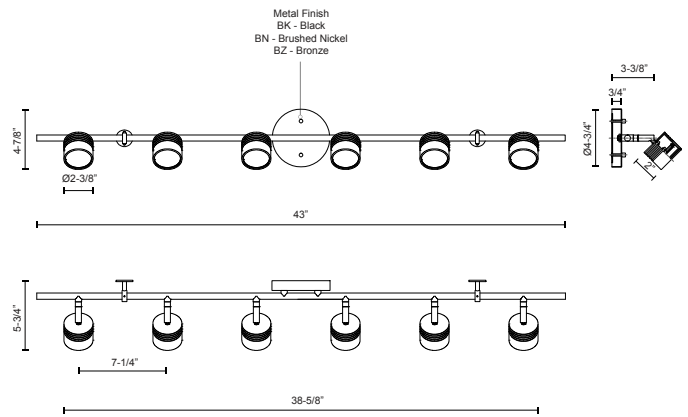 Metal Finish
BK - Black
BN - Brushed Nickel
BZ - Bronze
3-3/8"
3/4"
4-7/8"
Ø4-3/4"
2"
Ø2-3/8"
43"
5-3/4"
7-1/4"
38-5/8"